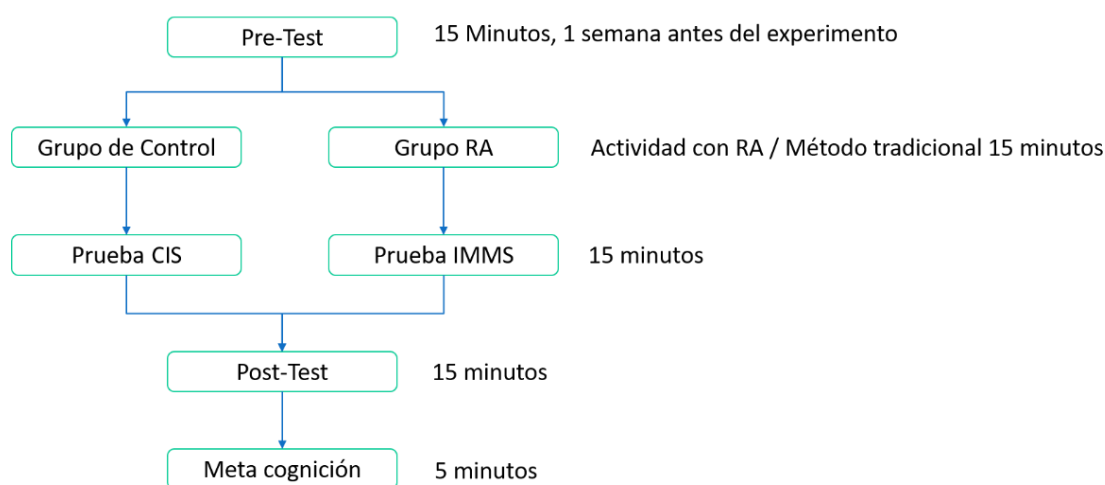 Pre-Test
15 Minutos, 1 semana antes del experimento
Grupo de Control
Grupo RA
Actividad con RA / Método tradicional 15 minutos
Prueba CIS
Prueba IMMS
15 minutos
Post-Test
15 minutos
Meta cognición
5 minutos